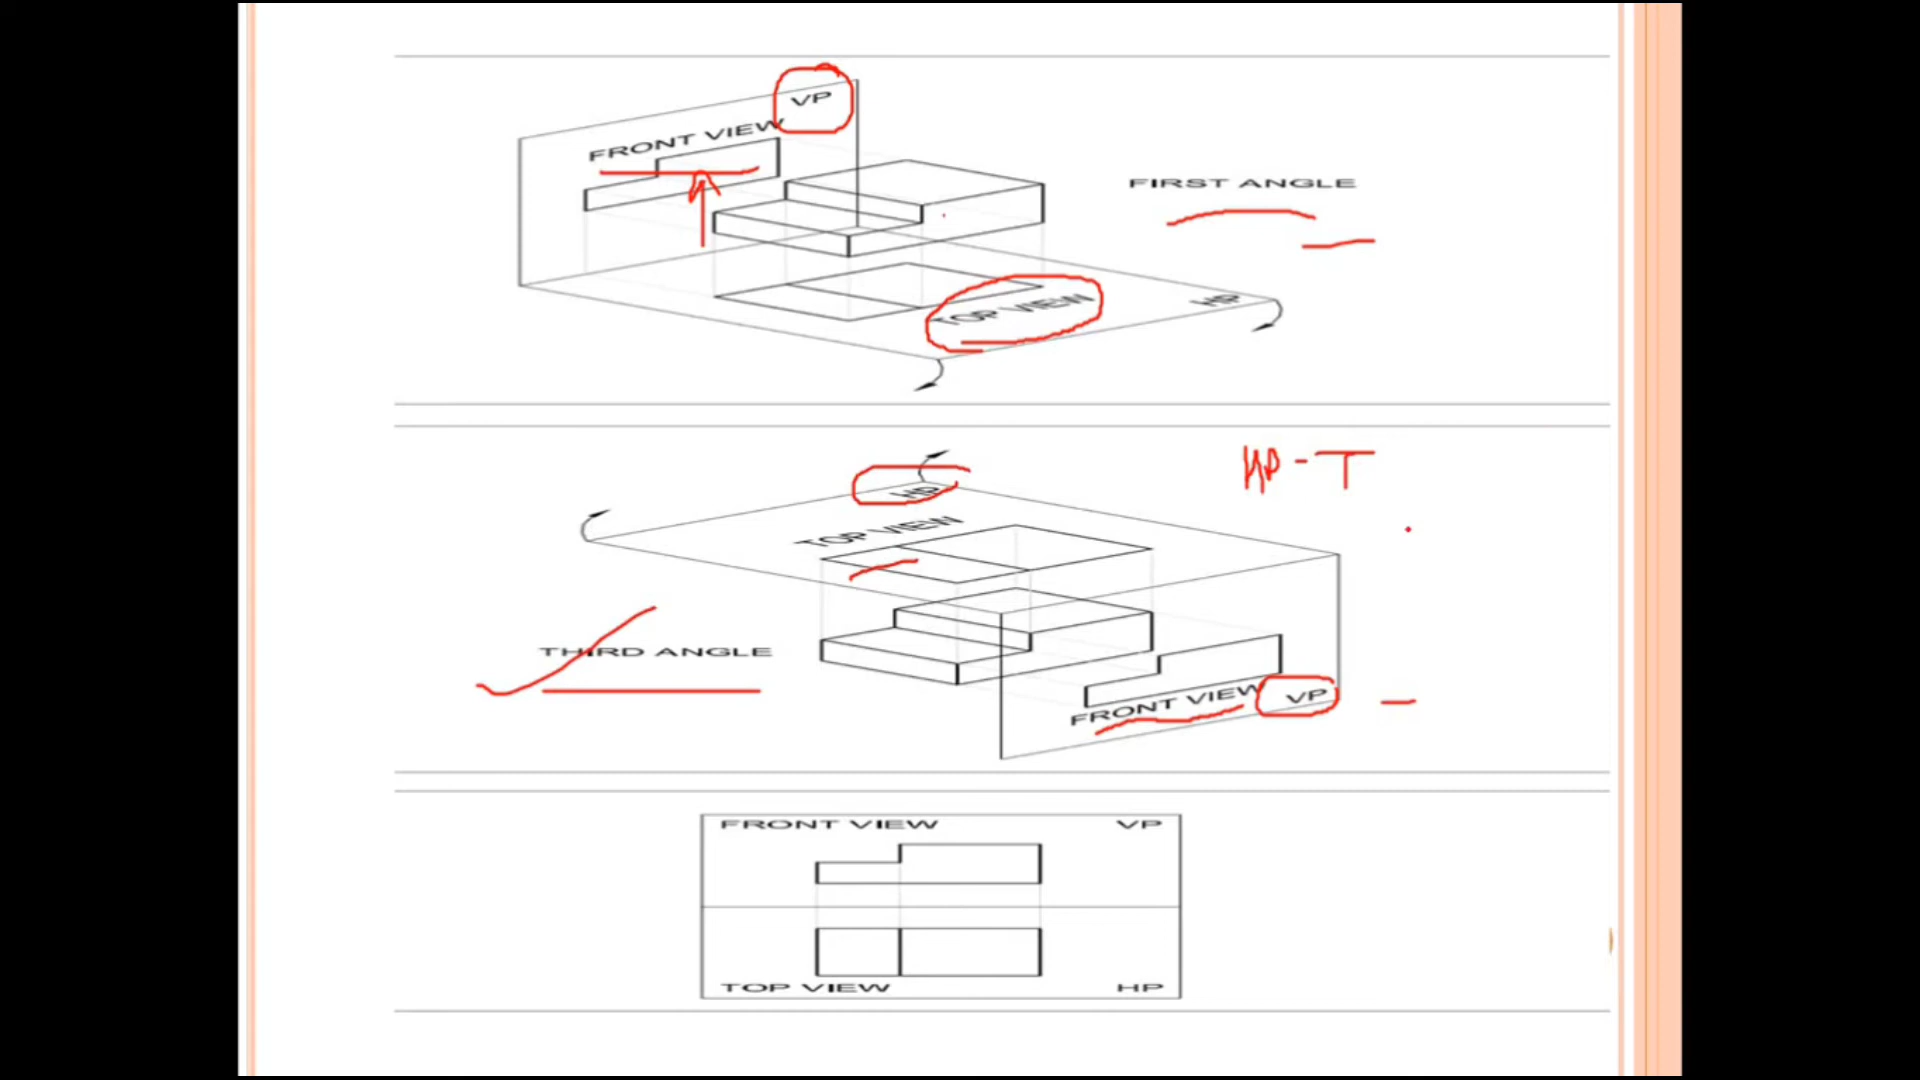 VP
FRONT VIEW
FIRST ANGLE
TOP VIEW
HP
HP - T
HP
TOP VIEW
THIRD ANGLE
FRONT VIEW
VP
FRONT VIEW VP
TOP VIEW HP